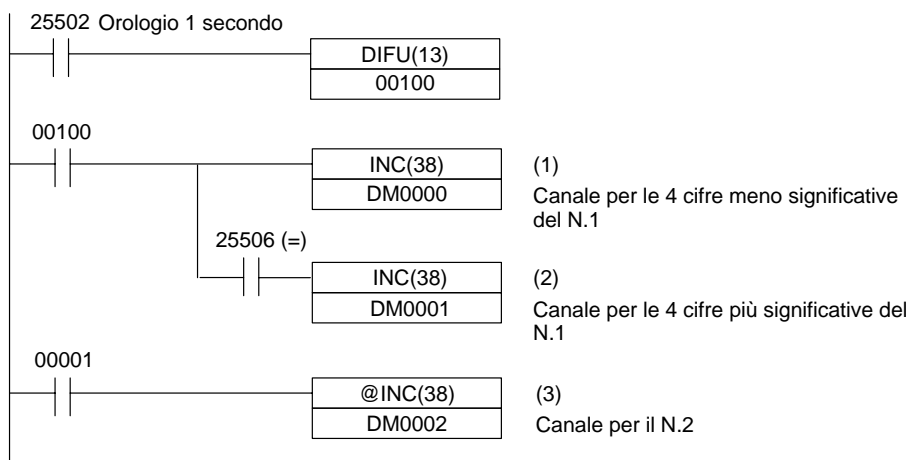 25502 Orologio 1 secondo
DIFU(13)
00100
00100
INC(38) (1)
DM0000 Canale per le 4 cifre meno significative
del N.1
25506 (=)
INC(38) (2)
DM0001 Canale per le 4 cifre più significative del
N.1
00001
@INC(38) (3)
DM0002 Canale per il N.2